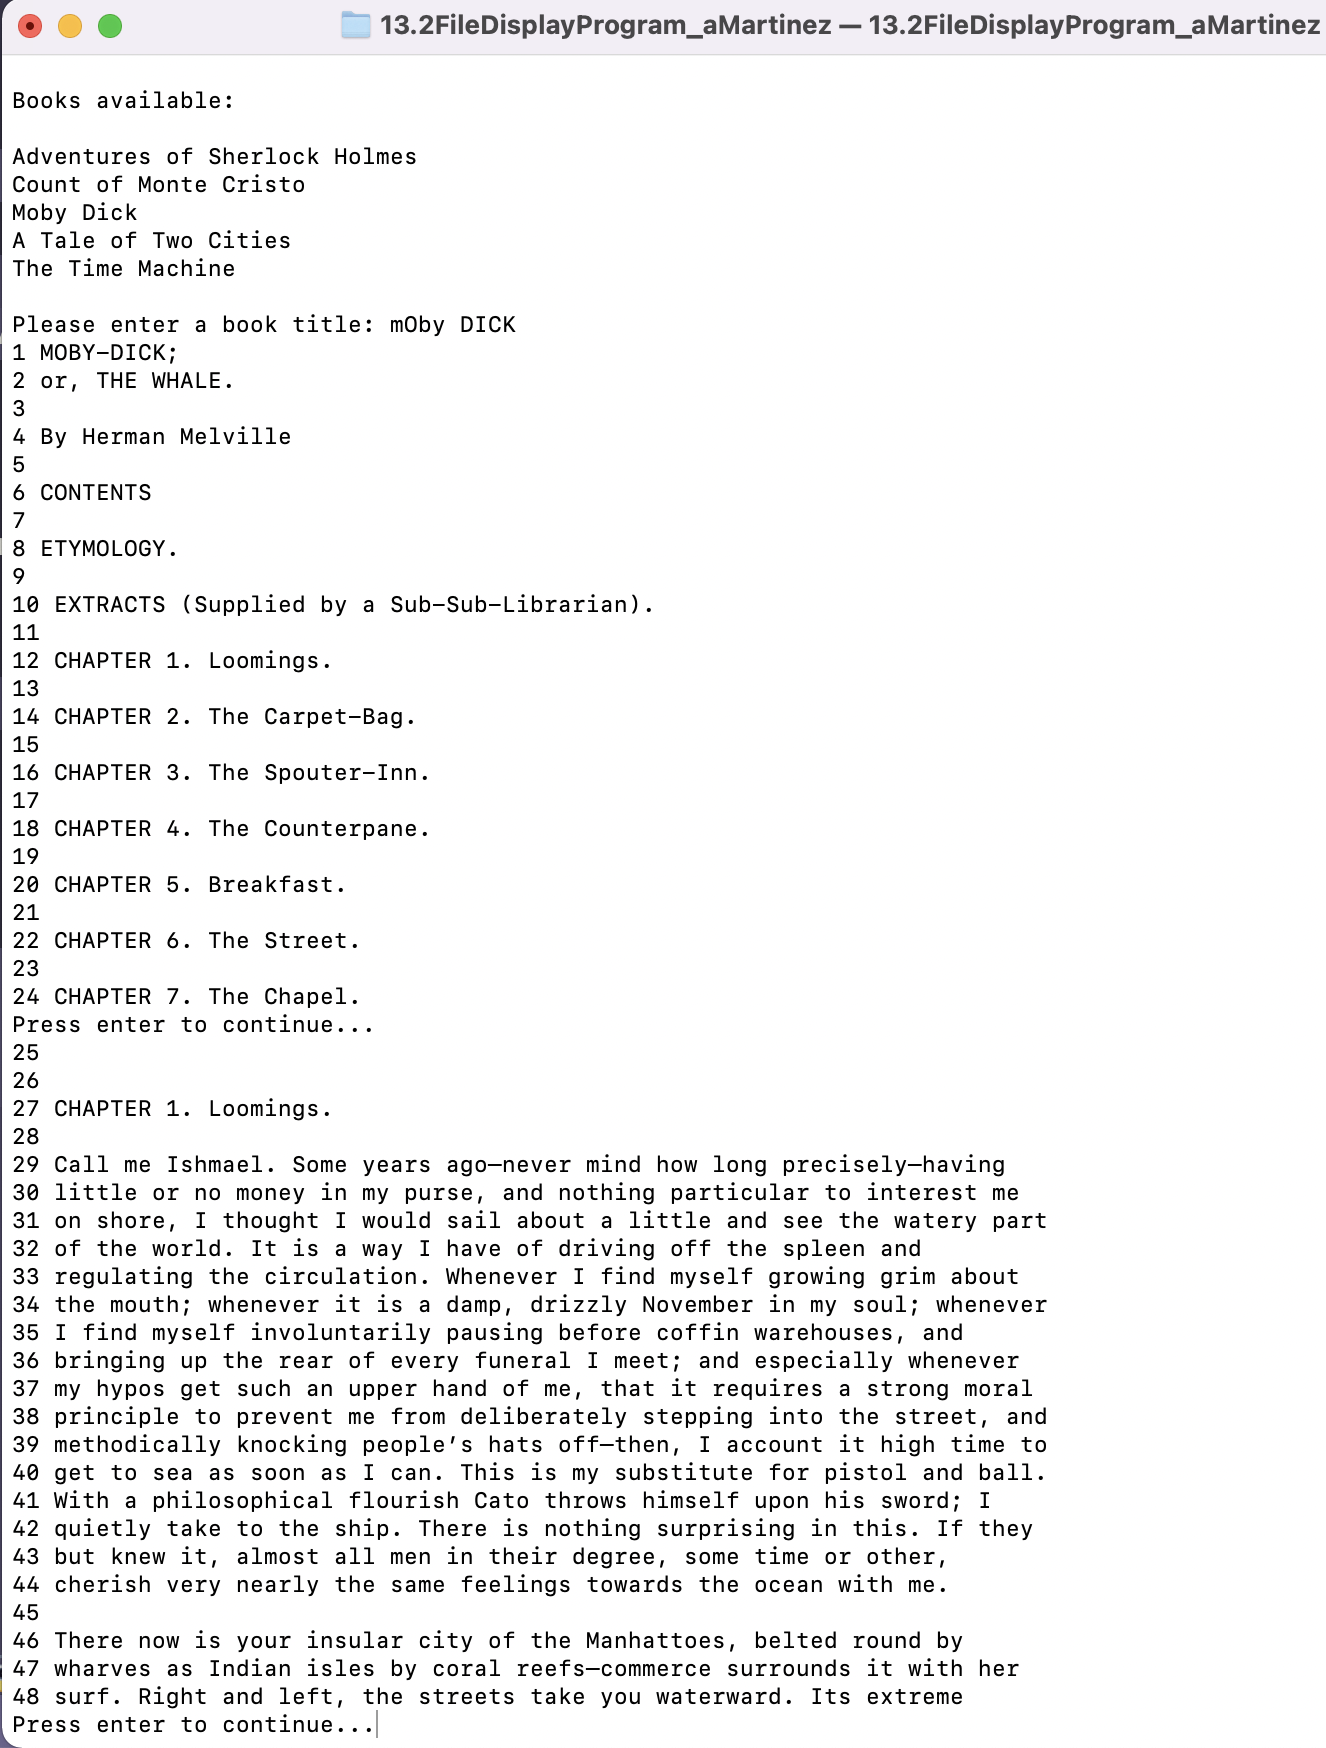 13.2FileDisplayProgram_aMartinez — 13.2FileDisplayProgram_aMartinez
Books available:
Adventures of Sherlock Holmes
Count of Monte Cristo
Moby Dick
A Tale of Two Cities
The Time Machine
Please enter a book title: mOby DICK
1 MOBY-DICK;
2 or, THE WHALE.
3
4 By Herman Melville
5
6 CONTENTS
7
8 ETYMOLOGY.
9
10 EXTRACTS (Supplied by a Sub-Sub-Librarian).
11
12 CHAPTER 1. Loomings.
13
14 CHAPTER 2. The Carpet-Bag.
15
16 CHAPTER 3. The Spouter-Inn.
17
18 CHAPTER 4. The Counterpane.
19
20 CHAPTER 5. Breakfast.
21
22 CHAPTER 6. The Street.
23
24 CHAPTER 7. The Chapel.
Press enter to continue...
25
26
27 CHAPTER 1. Loomings.
28
29 Call me Ishmael. Some years ago—never mind how long precisely—having
30 little or no money in my purse, and nothing particular to interest me
31 on shore, I thought I would sail about a little and see the watery part
32 of the world. It is a way I have of driving off the spleen and
33 regulating the circulation. Whenever I find myself growing grim about
34 the mouth; whenever it is a damp, drizzly November in my soul; whenever
35 I find myself involuntarily pausing before coffin warehouses, and
36 bringing up the rear of every funeral I meet; and especially whenever
37 my hypos get such an upper hand of me, that it requires a strong moral
38 principle to prevent me from deliberately stepping into the street, and
39 methodically knocking people’s hats off—then, I account it high time to
40 get to sea as soon as I can. This is my substitute for pistol and ball.
41 With a philosophical flourish Cato throws himself upon his sword; I
42 quietly take to the ship. There is nothing surprising in this. If they
43 but knew it, almost all men in their degree, some time or other,
44 cherish very nearly the same feelings towards the ocean with me.
45
46 There now is your insular city of the Manhattoes, belted round by
47 wharves as Indian isles by coral reefs—commerce surrounds it with her
48 surf. Right and left, the streets take you waterward. Its extreme
Press enter to continue...